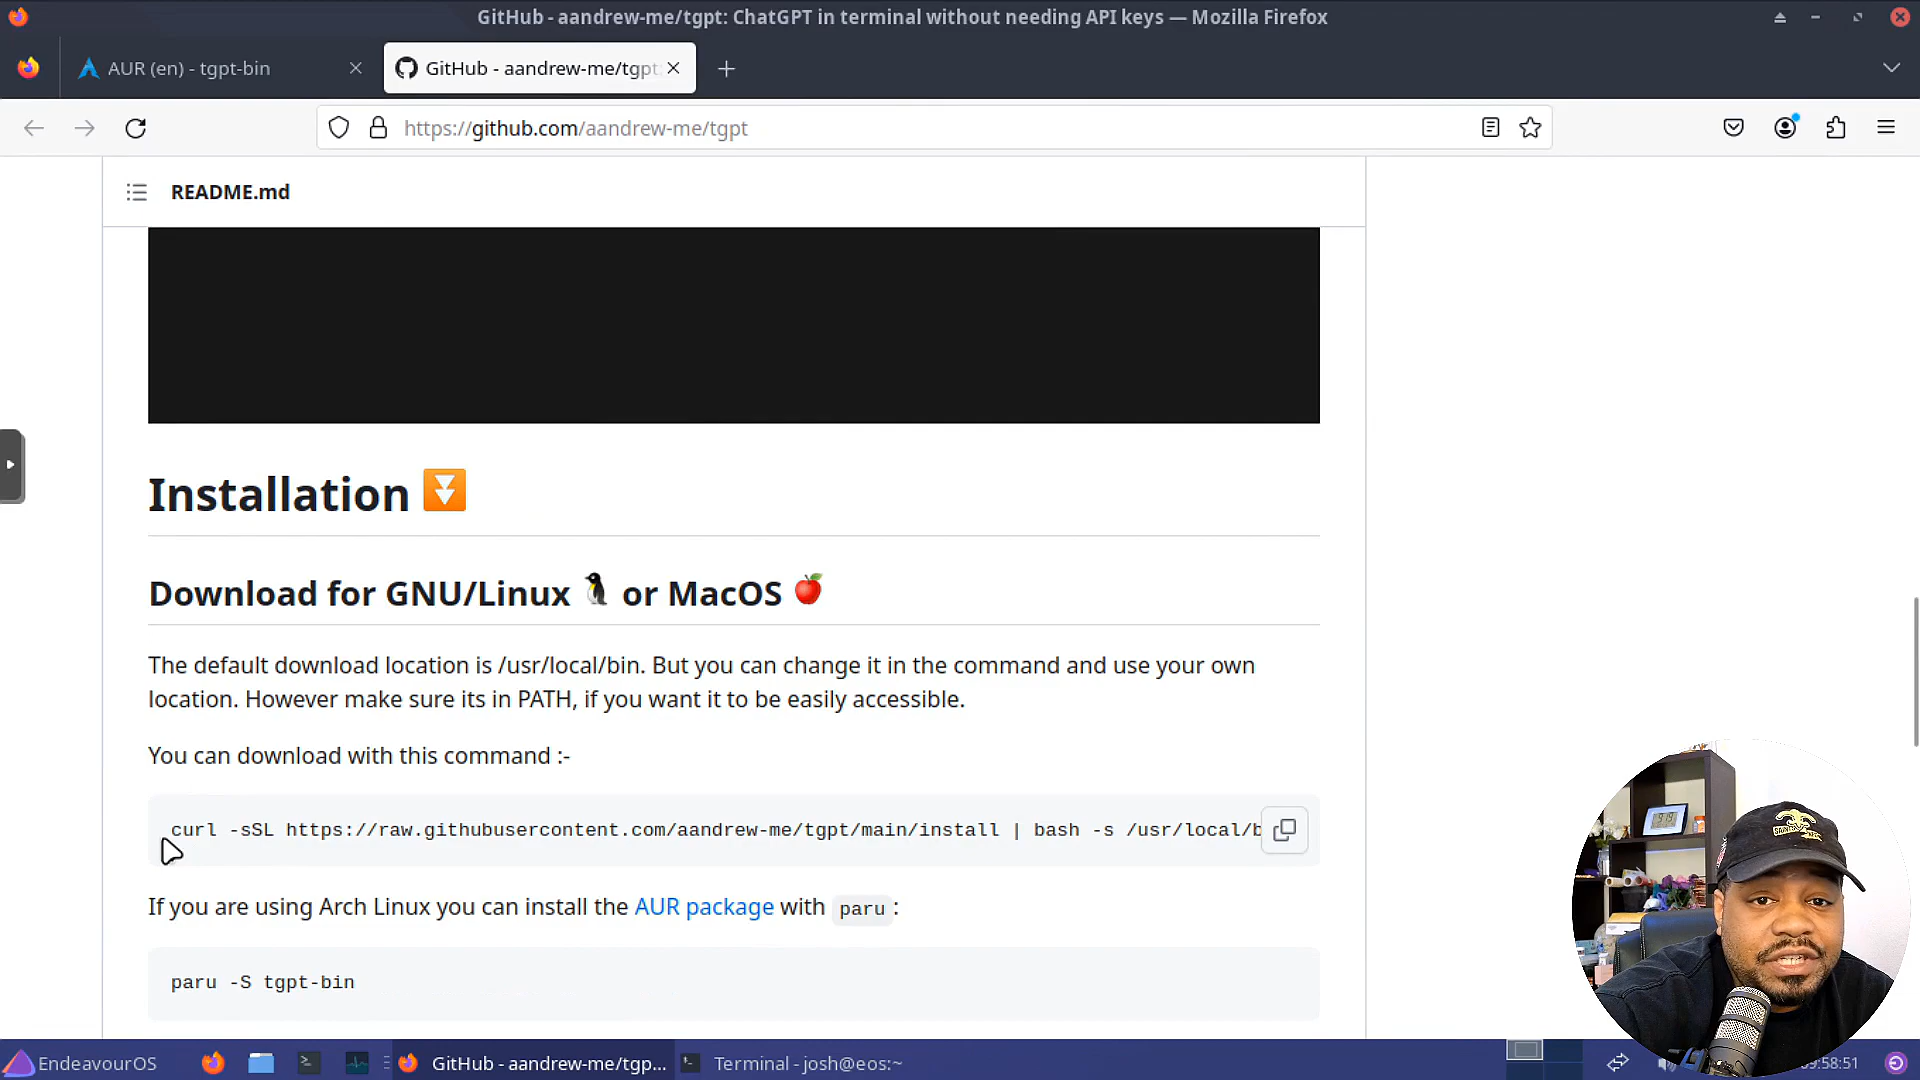 GitHub - aandrew-me/tgpt: ChatGPT in terminal without needing API keys — Mozilla Firefox
AUR (en) - tgpt-bin
GitHub - aandrew-me/tgpt:
https://github.com/aandrew-me/tgpt
README.md
Installation
Download for GNU/Linux or MacOS
The default download location is /usr/local/bin. But you can change it in the command and use your own
location. However make sure its in PATH, if you want it to be easily accessible.
You can download with this command :-
curl -sSL https://raw.githubusercontent.com/aandrew-me/tgpt/main/install | bash -s /usr/local/b
If you are using Arch Linux you can install the AUR package with paru:
paru -S tgpt-bin
EndeavourOS
GitHub - aandrew-me/tgp...
Terminal - josh@eos:~
9:58:51